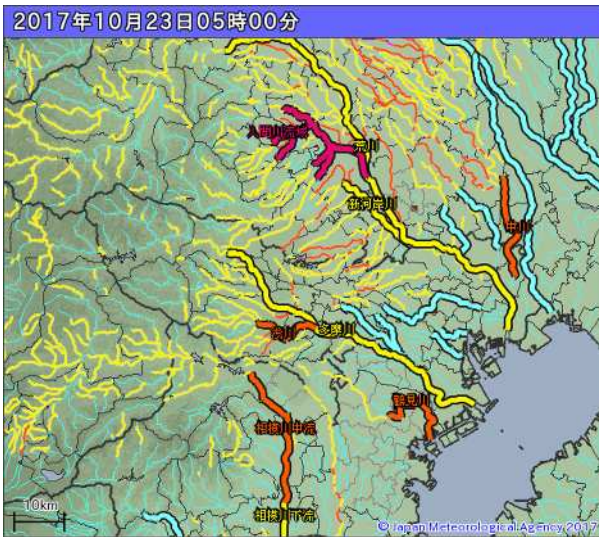 2017年10月23日05時00分
入間川流域
荒川
新河岸川
中川
浅川
多摩川
鶴見川
相模川中流
相模川下流
10km
© Japan Meteorological Agency 2017